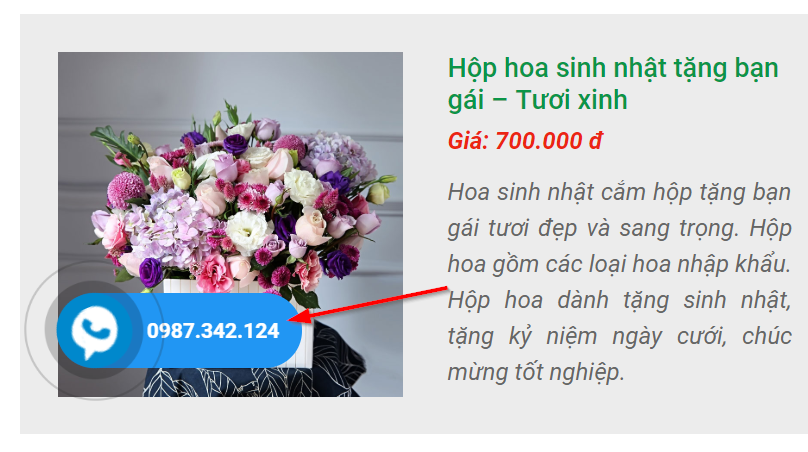 Hộp hoa sinh nhật tặng bạn
gái – Tươi xinh
Giá: 700.000 đ
Hoa sinh nhật cắm hộp tặng bạn
gái tươi đẹp và sang trọng. Hộp
hoa gồm các loại hoa nhập khẩu.
Hộp hoa dành tặng sinh nhật,
tặng kỷ niệm ngày cưới, chúc
mừng tốt nghiệp.
0987.342.124